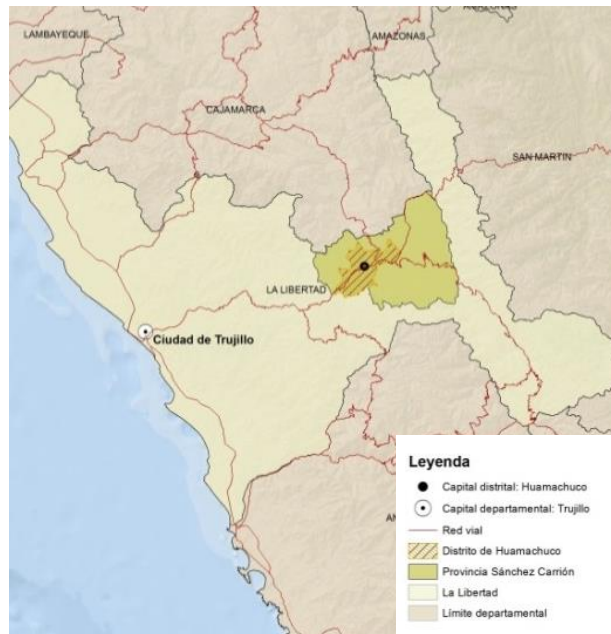 AMAZONAS
LAMBAYEQUE
AMAZONAS
CAJAMARCA
SAN MARTIN
LA LIBERTAD
Ciudad de Trujillo
Leyenda
Capital distrital: Huamachuco
Capital departamental: Trujillo
Red vial
Distrito de Huamachuco
Provincia Sánchez Carrión
La Libertad
Límite departamental